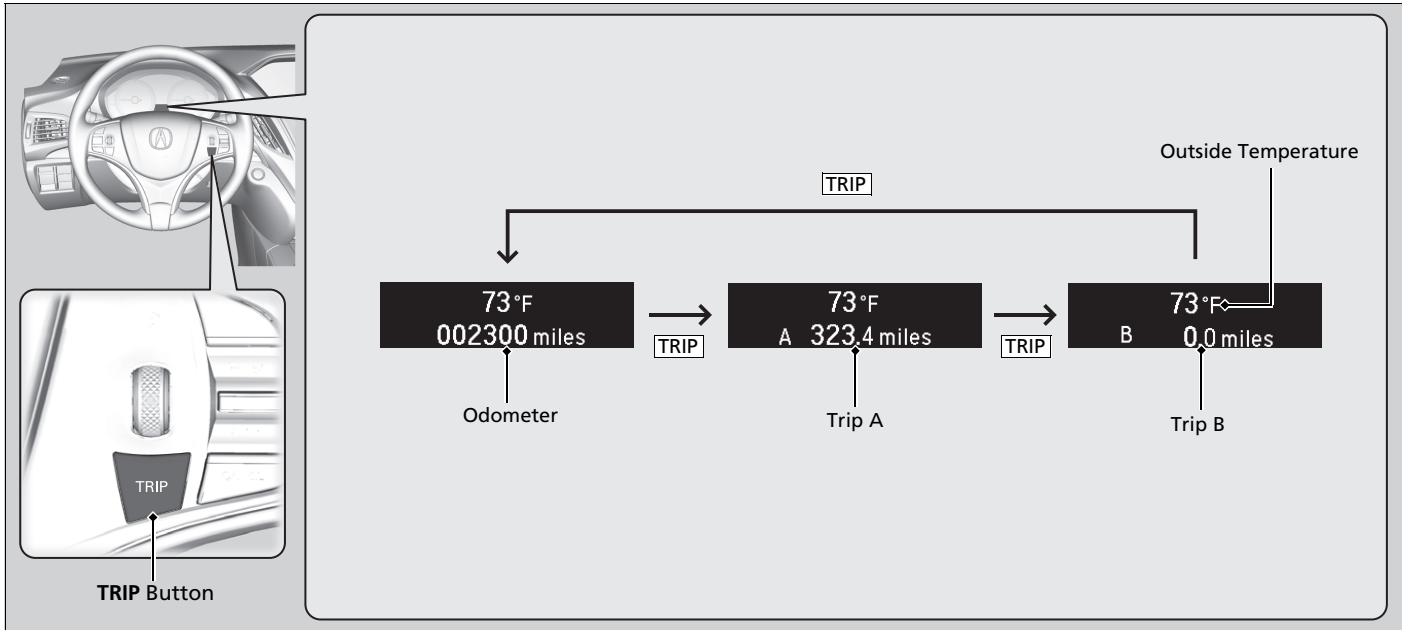 Outside Temperature
TRIP
73°F
002300 miles
TRIP
73°F
A 323.4 miles
TRIP
73°F
B 0.0 miles
Odometer
Trip A
Trip B
TRIP
TRIP Button